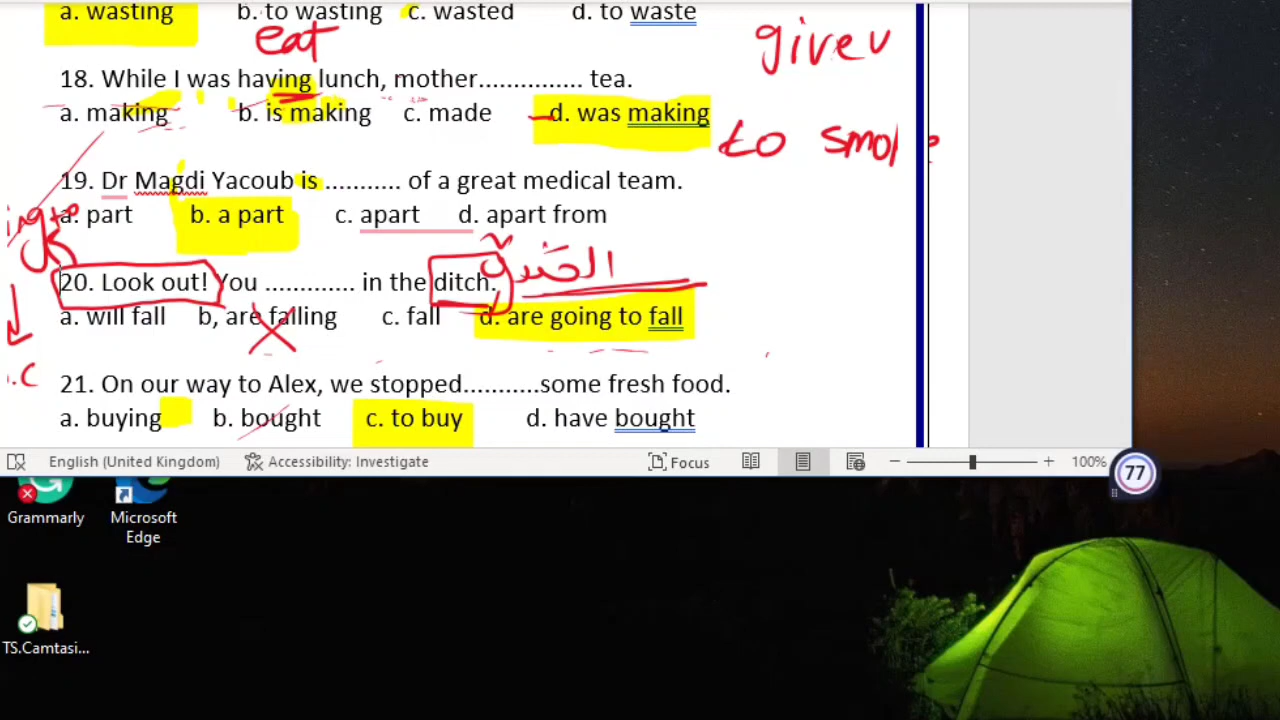 a. wasting b. to wasting c. wasted d. to waste
eat
give u
18. While I was having lunch, mother............... tea.
a. making b. is making c. made d. was making
to smok
19. Dr Magdi Yacoub is ........... of a great medical team.
a. part b. a part c. apart d. apart from
الخندق
20. Look out! You ............. in the ditch.
a. will fall b, are falling c. fall d. are going to fall
21. On our way to Alex, we stopped...........some fresh food.
a. buying b. bought c. to buy d. have bought
English (United Kingdom) Accessibility: Investigate Focus 100%
77
Grammarly Microsoft Edge
TS.Camtasi...